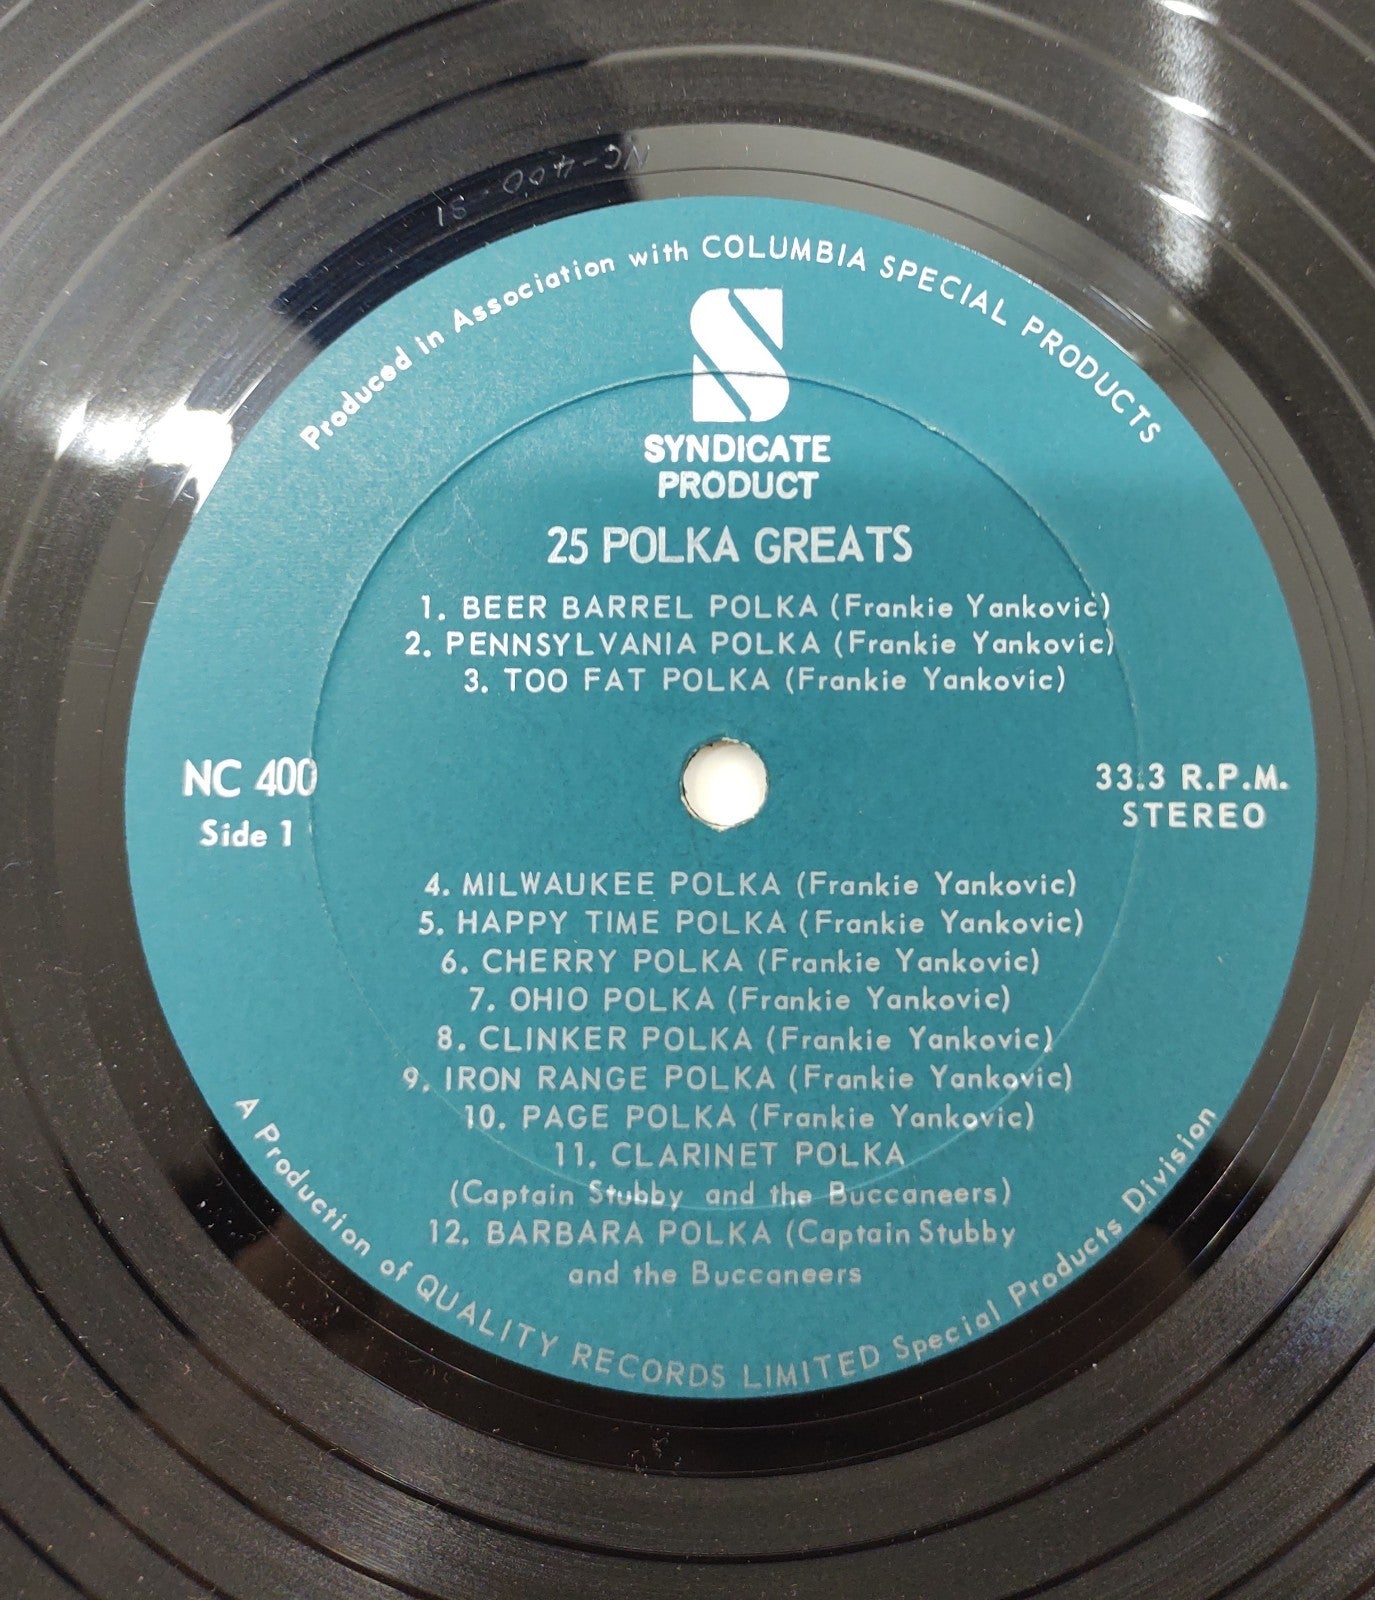 NC-400 S1
Produced in Association with COLUMBIA SPECIAL PRODUCTS
S
SYNDICATE
PRODUCT
25 POLKA GREATS
1. BEER BARREL POLKA (Frankie Yankovic)
2. PENNSYLVANIA POLKA (Frankie Yankovic)
3. TOO FAT POLKA (Frankie Yankovic)
NC 400
Side 1
33.3 R.P.M.
STEREO
4. MILWAUKEE POLKA (Frankie Yankovic)
5. HAPPY TIME POLKA (Frankie Yankovic)
6. CHERRY POLKA (Frankie Yankovic)
7. OHIO POLKA (Frankie Yankovic)
8. CLINKER POLKA (Frankie Yankovic)
9. IRON RANGE POLKA (Frankie Yankovic)
10. PAGE POLKA (Frankie Yankovic)
11. CLARINET POLKA
(Captain Stubby and the Buccaneers)
12. BARBARA POLKA (Captain Stubby
and the Buccaneers
A Production of QUALITY RECORDS LIMITED Special Products Division